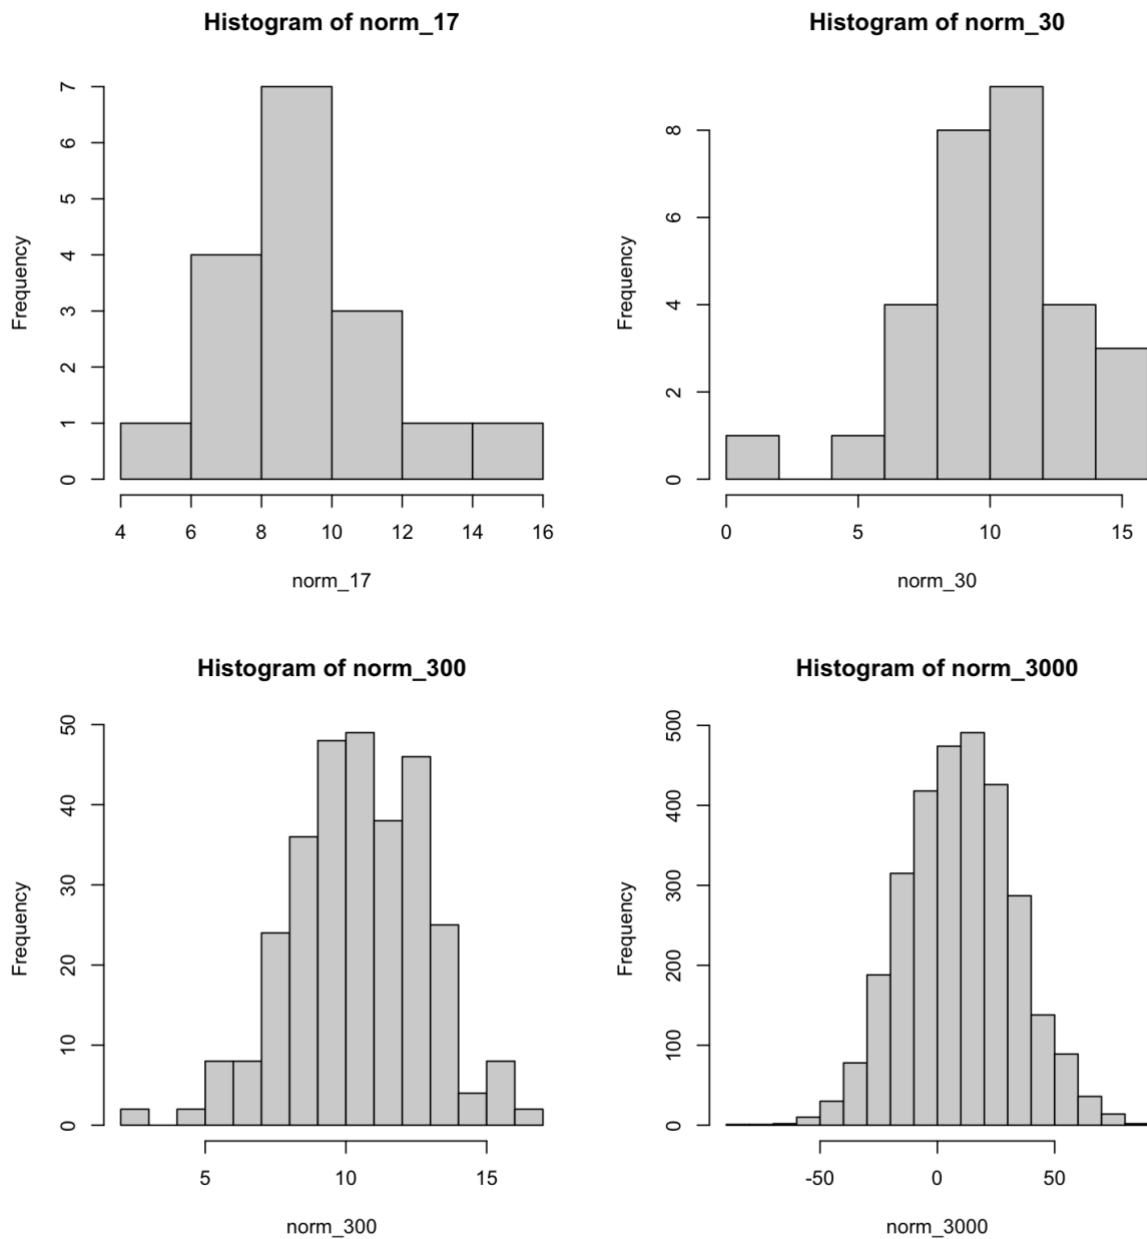 Histogram of norm_17
Frequency
0 1 2 3 4 5 6 7
4 6 8 10 12 14 16
norm_17
Histogram of norm_30
Frequency
0 2 4 6 8
0 5 10 15
norm_30
Histogram of norm_300
Frequency
0 10 20 30 40 50
5 10 15
norm_300
Histogram of norm_3000
Frequency
0 100 200 300 400 500
-50 0 50
norm_3000